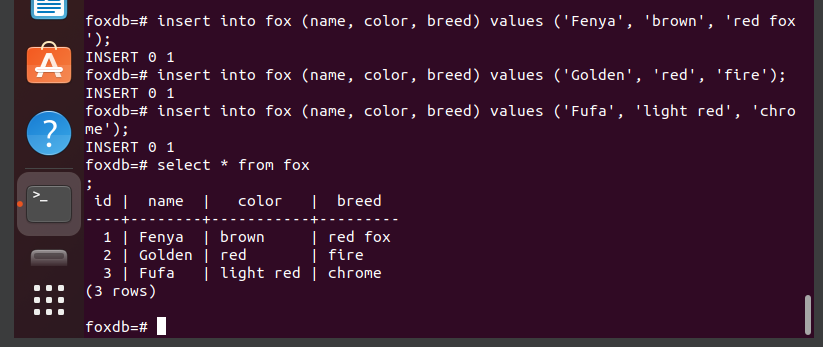 foxdb=# insert into fox (name, color, breed) values ('Fenya', 'brown', 'red fox
');
INSERT 0 1
foxdb=# insert into fox (name, color, breed) values ('Golden', 'red', 'fire');
INSERT 0 1
foxdb=# insert into fox (name, color, breed) values ('Fufa', 'light red', 'chro
me');
INSERT 0 1
foxdb=# select * from fox
;
 id |  name  |   color   |  breed
----+--------+-----------+---------
  1 | Fenya  | brown     | red fox
  2 | Golden | red       | fire
  3 | Fufa   | light red | chrome
(3 rows)

foxdb=#